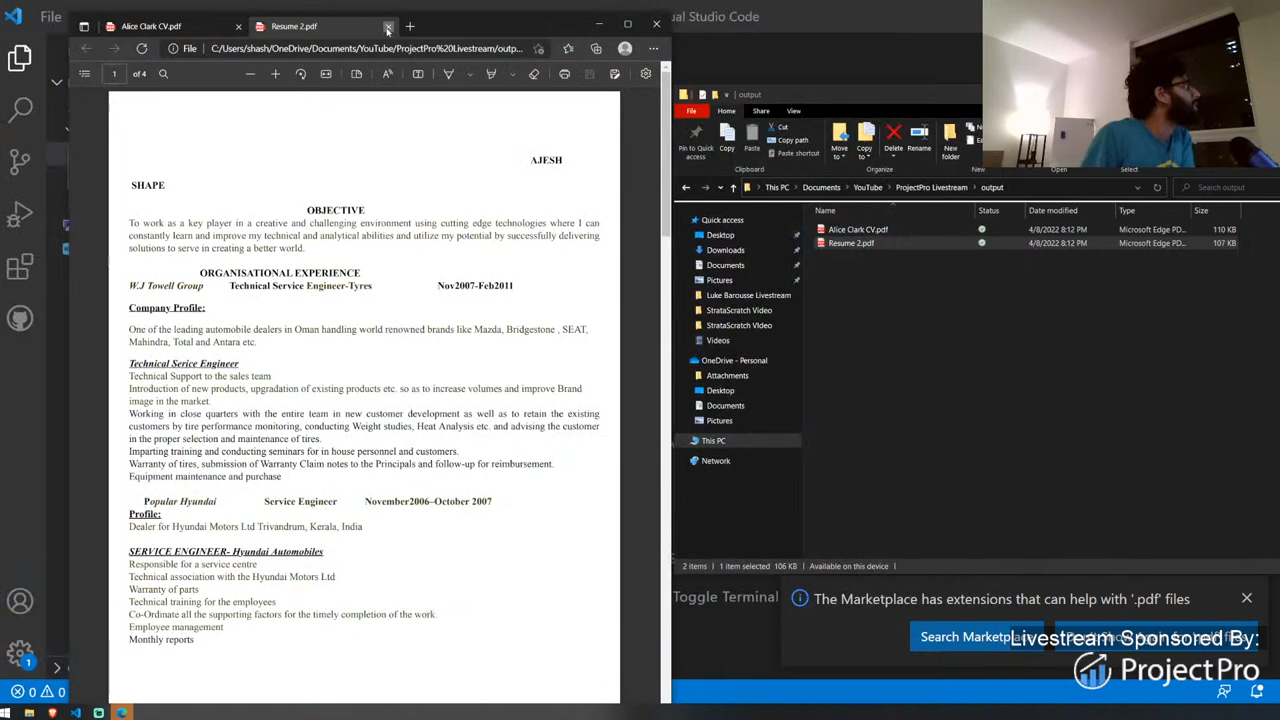 File
sual Studio Code
Alice Clark CV.pdf
Resume 2.pdf
File
C:/Users/shash/OneDrive/Documents/YouTube/ProjectPro%20Livestream/outp...
1 of 4
AJESH
SHAPE
OBJECTIVE
To work as a key player in a creative and challenging environment using cutting edge technologies where I can
constantly learn and improve my technical and analytical abilities and utilize my potential by successfully delivering
solutions to serve in creating a better world.
ORGANISATIONAL EXPERIENCE
W.J Towell Group Technical Service Engineer-Tyres Nov2007-Feb2011
Company Profile:
One of the leading automobile dealers in Oman handling world renowned brands like Mazda, Bridgestone , SEAT,
Mahindra, Total and Antara etc.
Technical Serice Engineer
Technical Support to the sales team
Introduction of new products, upgradation of existing products etc. so as to increase volumes and improve Brand
image in the market.
Working in close quarters with the entire team in new customer development as well as to retain the existing
customers by tire performance monitoring, conducting Weight studies, Heat Analysis etc. and advising the customer
in the proper selection and maintenance of tires.
Imparting training and conducting seminars for in house personnel and customers.
Warranty of tires, submission of Warranty Claim notes to the Principals and follow-up for reimbursement.
Equipment maintenance and purchase
Popular Hyundai Service Engineer November2006–October 2007
Profile:
Dealer for Hyundai Motors Ltd Trivandrum, Kerala, India
SERVICE ENGINEER- Hyundai Automobiles
Responsible for a service centre
Technical association with the Hyundai Motors Ltd
Warranty of parts
Technical training for the employees
Co-Ordinate all the supporting factors for the timely completion of the work.
Employee management
Monthly reports
output
File Home Share View
Pin to Quick access
Copy
Paste
Cut
Copy path
Paste shortcut
Clipboard
Move to
Copy to
Delete
Rename
Organize
New folder
New
Select
This PC
Documents
YouTube
ProjectPro Livestream
output
Search output
Name Status Date modified Type Size
Alice Clark CV.pdf 4/8/2022 8:12 PM Microsoft Edge PD... 110 KB
Resume 2.pdf 4/8/2022 8:12 PM Microsoft Edge PD... 107 KB
Quick access
Desktop
Downloads
Documents
Pictures
Luke Barousse Livestream
StrataScratch Video
StrataScratch VIdeo
Videos
OneDrive - Personal
Attachments
Desktop
Documents
Pictures
This PC
Network
2 items 1 item selected 106 KB Available on this device
Toggle Terminal
The Marketplace has extensions that can help with '.pdf' files
Search Marketplace
Livestream Sponsored By:
ProjectPro
1
0 0